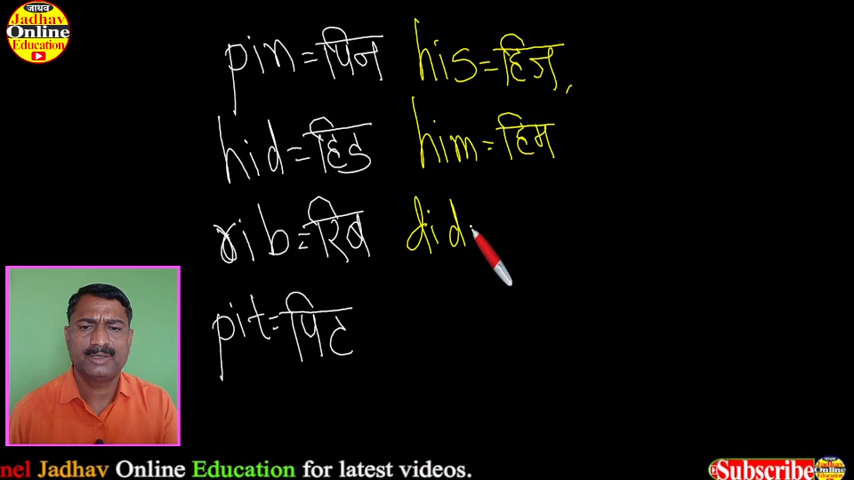 जाधव
Jadhav
Online
Education
pin = पिन his = हिज,
hid = हिड him = हिम
rib = रिब did
pit = पिट
nel Jadhav Online Education for latest videos.
Subscribe